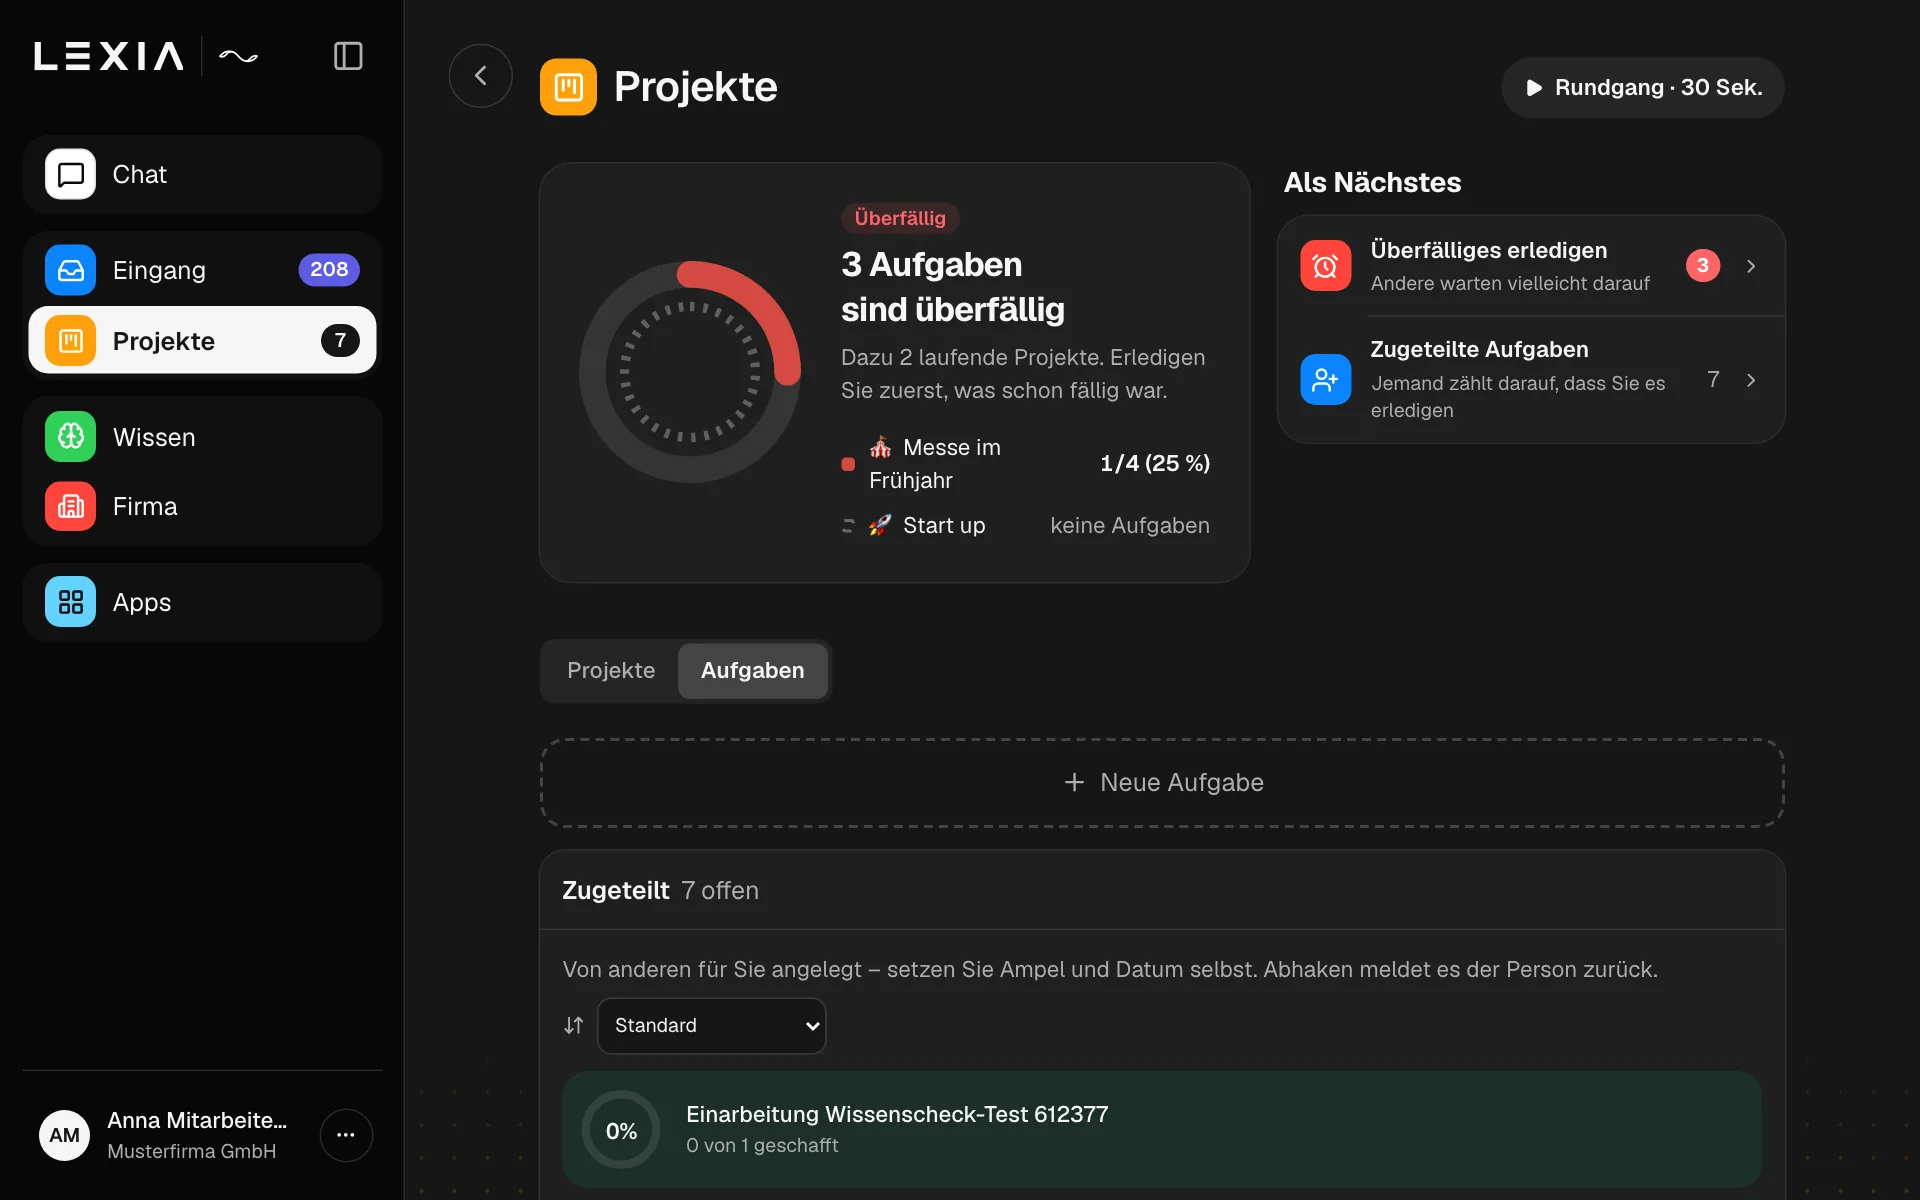 LEXIA
Chat
Eingang
208
Projekte
7
Wissen
Firma
Apps
AM
Anna Mitarbeite...
Musterfirma GmbH
Projekte
Rundgang · 30 Sek.
Überfällig
3 Aufgaben
sind überfällig
Dazu 2 laufende Projekte. Erledigen
Sie zuerst, was schon fällig war.
Messe im
Frühjahr
1/4 (25 %)
Start up
keine Aufgaben
Als Nächstes
Überfälliges erledigen
Andere warten vielleicht darauf
3
Zugeteilte Aufgaben
Jemand zählt darauf, dass Sie es
erledigen
7
Projekte
Aufgaben
+ Neue Aufgabe
Zugeteilt 7 offen
Von anderen für Sie angelegt – setzen Sie Ampel und Datum selbst. Abhaken meldet es der Person zurück.
Standard
0%
Einarbeitung Wissenscheck-Test 612377
0 von 1 geschafft